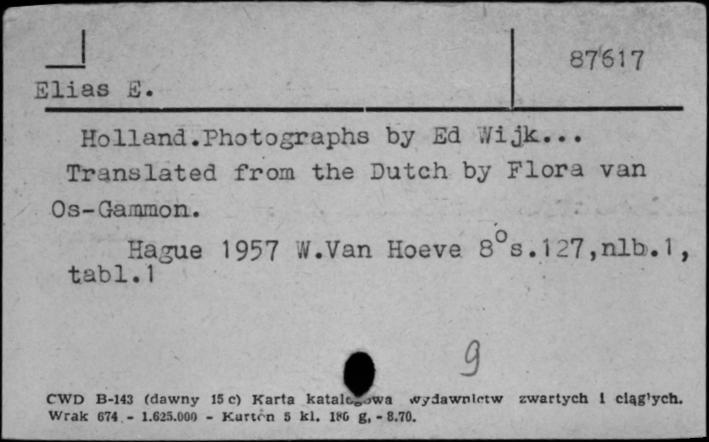 87617
Elias E.
Holland.Photographs by Ed Wijk...
Translated from the Dutch by Flora van
Os-Gammon.
Hague 1957 W.Van Hoeve 8°s.127,nlb.1,
tabl.1
9
CWD B-143 (dawny 15 c) Karta katalogowa wydawnictw zwartych i ciągłych.
Wrak 674 - 1.625.000 - Karton 5 kl. 180 g, - 8.70.